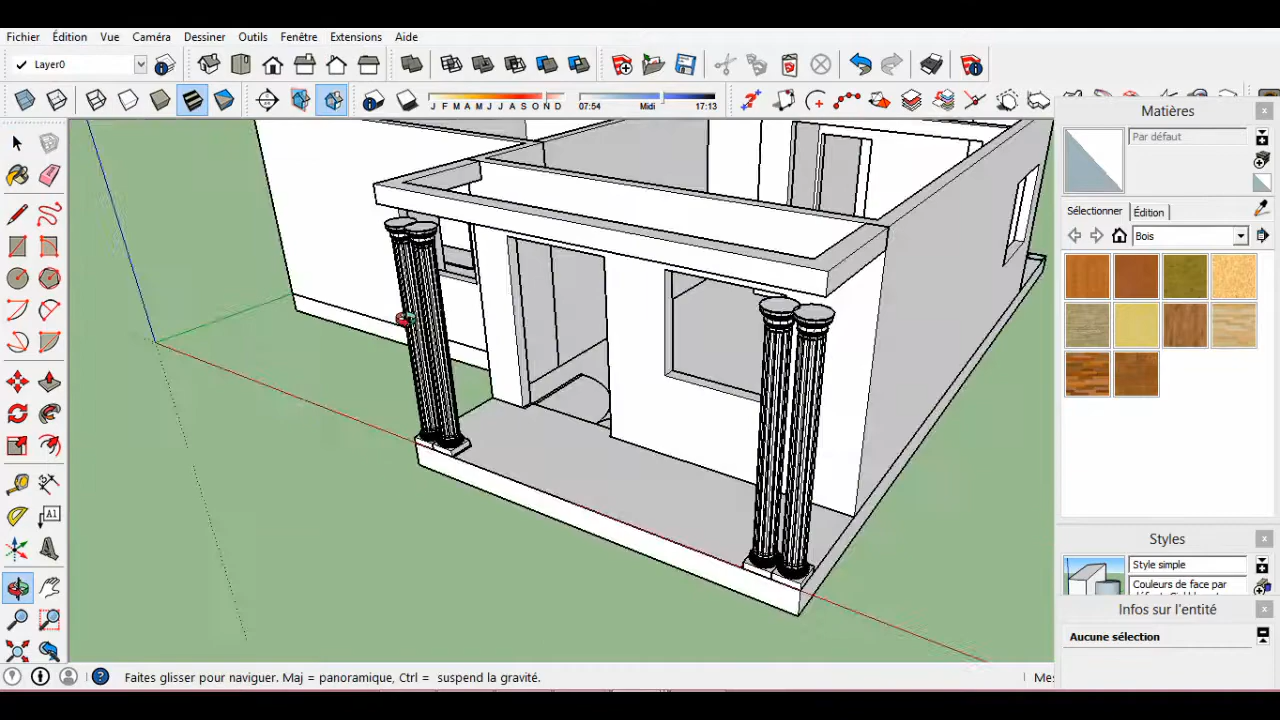 Fichier Édition Vue Caméra Dessiner Outils Fenêtre Extensions Aide
Layer0
J F M A M J J A S O N D 07:54 Midi 17:13
Matières
Par défaut
Sélectionner Édition
Bois
A1
Styles
Style simple
Couleurs de face par
Infos sur l'entité
Aucune sélection
Faites glisser pour naviguer. Maj = panoramique, Ctrl = suspend la gravité.
Mes